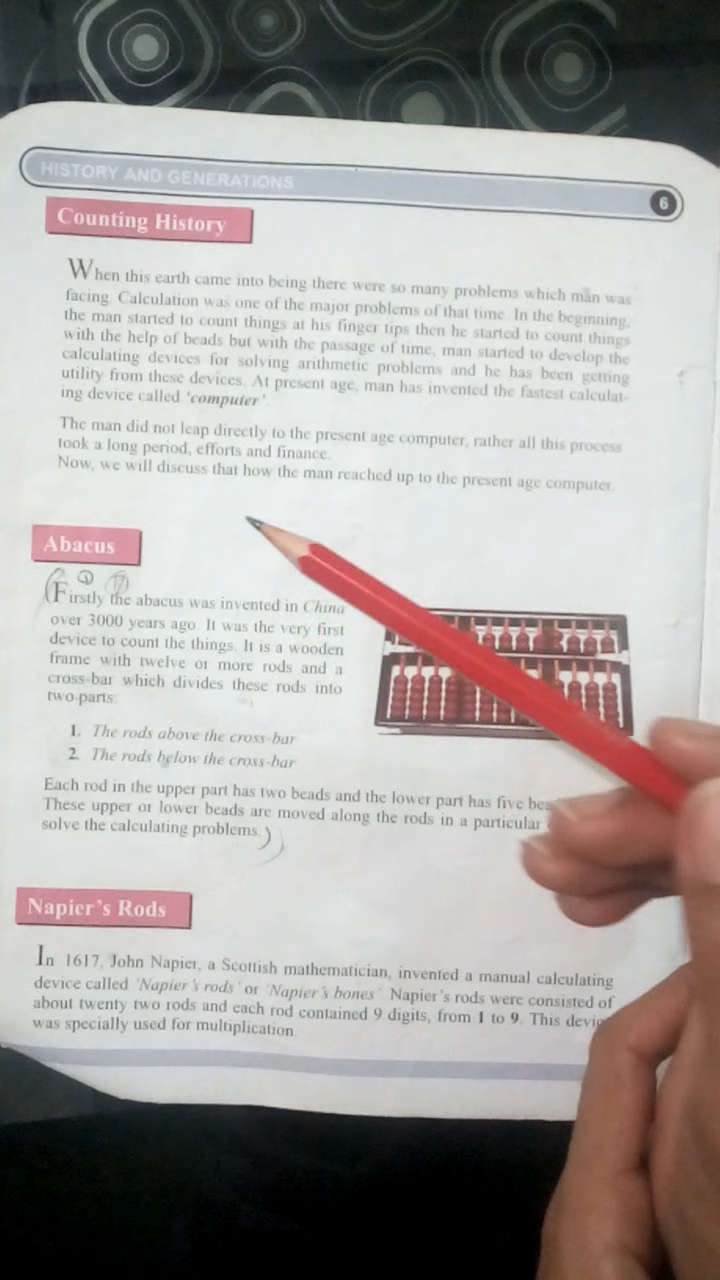 HISTORY AND GENERATIONS
6
Counting History
When this earth came into being there were so many problems which man was
facing. Calculation was one of the major problems of that time. In the beginning,
the man started to count things at his finger tips then he started to count things
with the help of beads but with the passage of time, man started to develop the
calculating devices for solving arithmetic problems and he has been getting
utility from these devices. At present age, man has invented the fastest calculat-
ing device called 'computer'.
The man did not leap directly to the present age computer, rather all this process
took a long period, efforts and finance.
Now, we will discuss that how the man reached up to the present age computer.
Abacus
Firstly the abacus was invented in China
over 3000 years ago. It was the very first
device to count the things. It is a wooden
frame with twelve or more rods and a
cross-bar which divides these rods into
two parts:
1. The rods above the cross-bar
2. The rods below the cross-bar
Each rod in the upper part has two beads and the lower part has five
These upper or lower beads are moved along the rods in a particular
solve the calculating problems.
Napier's Rods
In 1617, John Napier, a Scottish mathematician, invented a manual calculating
device called 'Napier's rods' or 'Napier's bones'. Napier's rods were consisted of
about twenty two rods and each rod contained 9 digits, from 1 to 9. This
was specially used for multiplication.